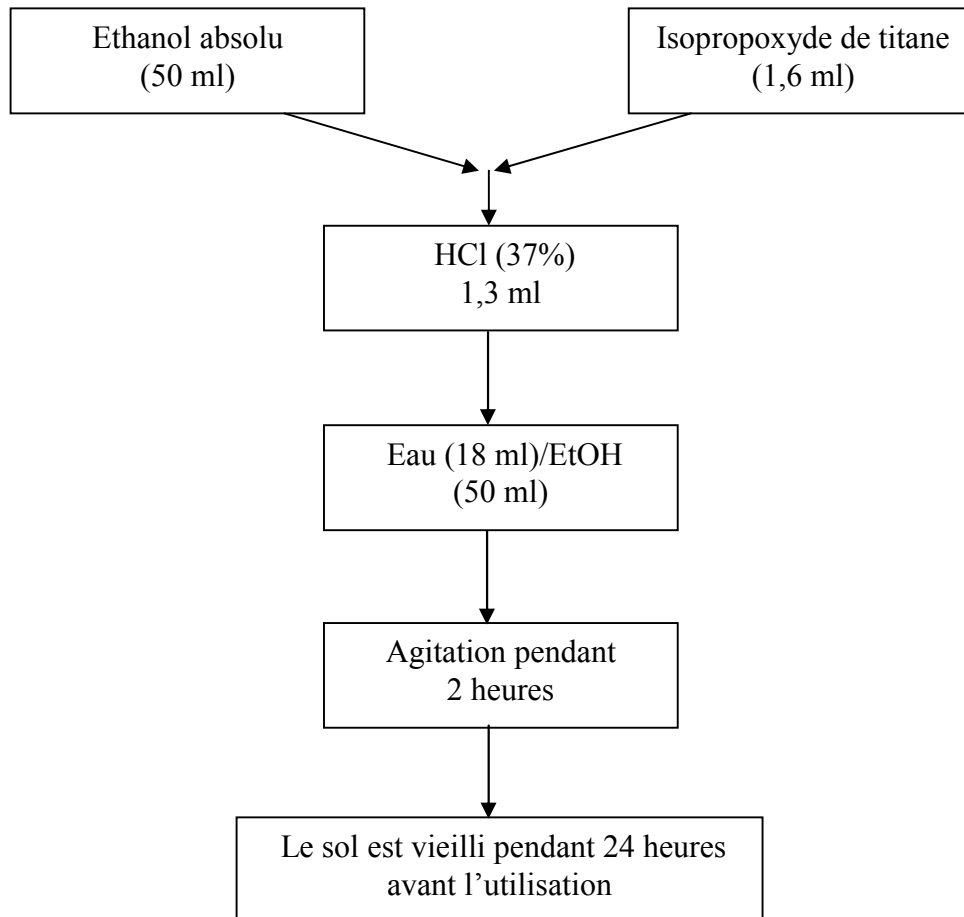 Ethanol absolu
(50 ml)
Isopropoxyde de titane
(1,6 ml)
HCl (37%)
1,3 ml
Eau (18 ml)/EtOH
(50 ml)
Agitation pendant
2 heures
Le sol est vieilli pendant 24 heures
avant l’utilisation